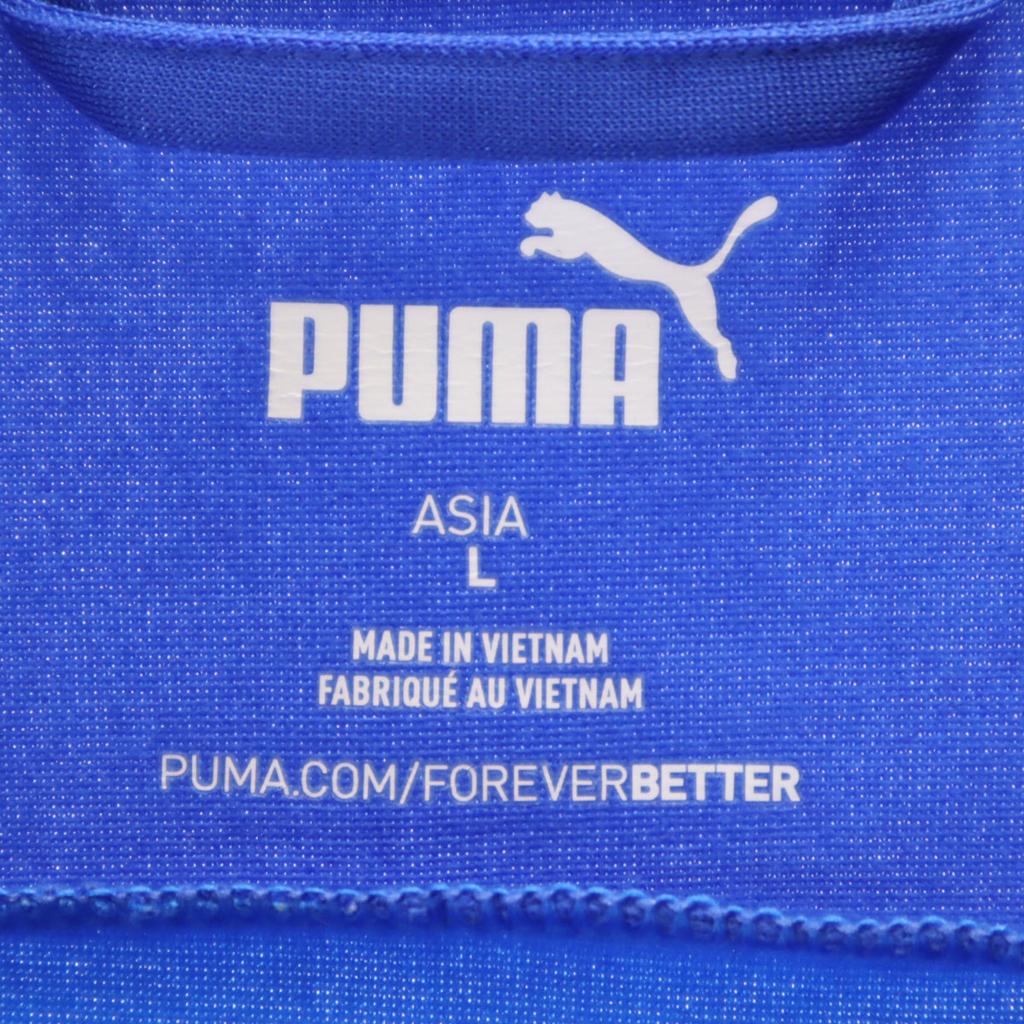 PUMA
ASIA
L
MADE IN VIETNAM
FABRIQUÉ AU VIETNAM
PUMA.COM/FOREVERBETTER